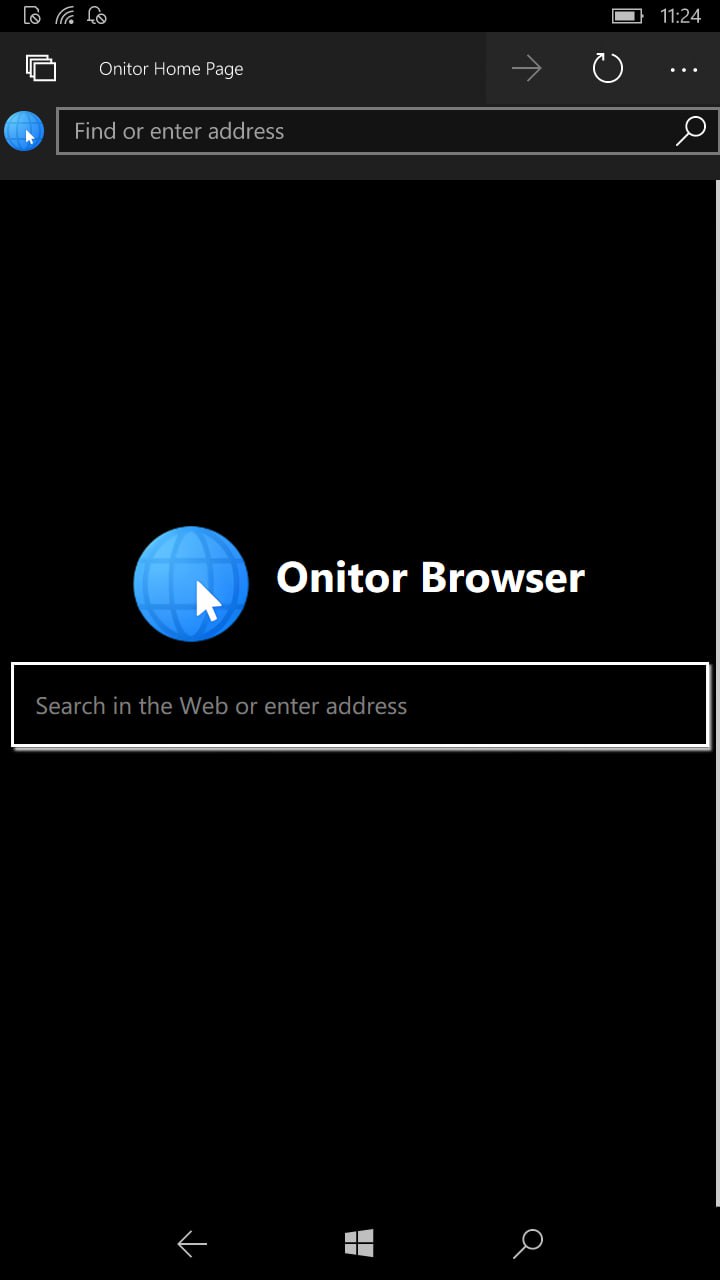 11:24
Onitor Home Page
Find or enter address
Onitor Browser
Search in the Web or enter address